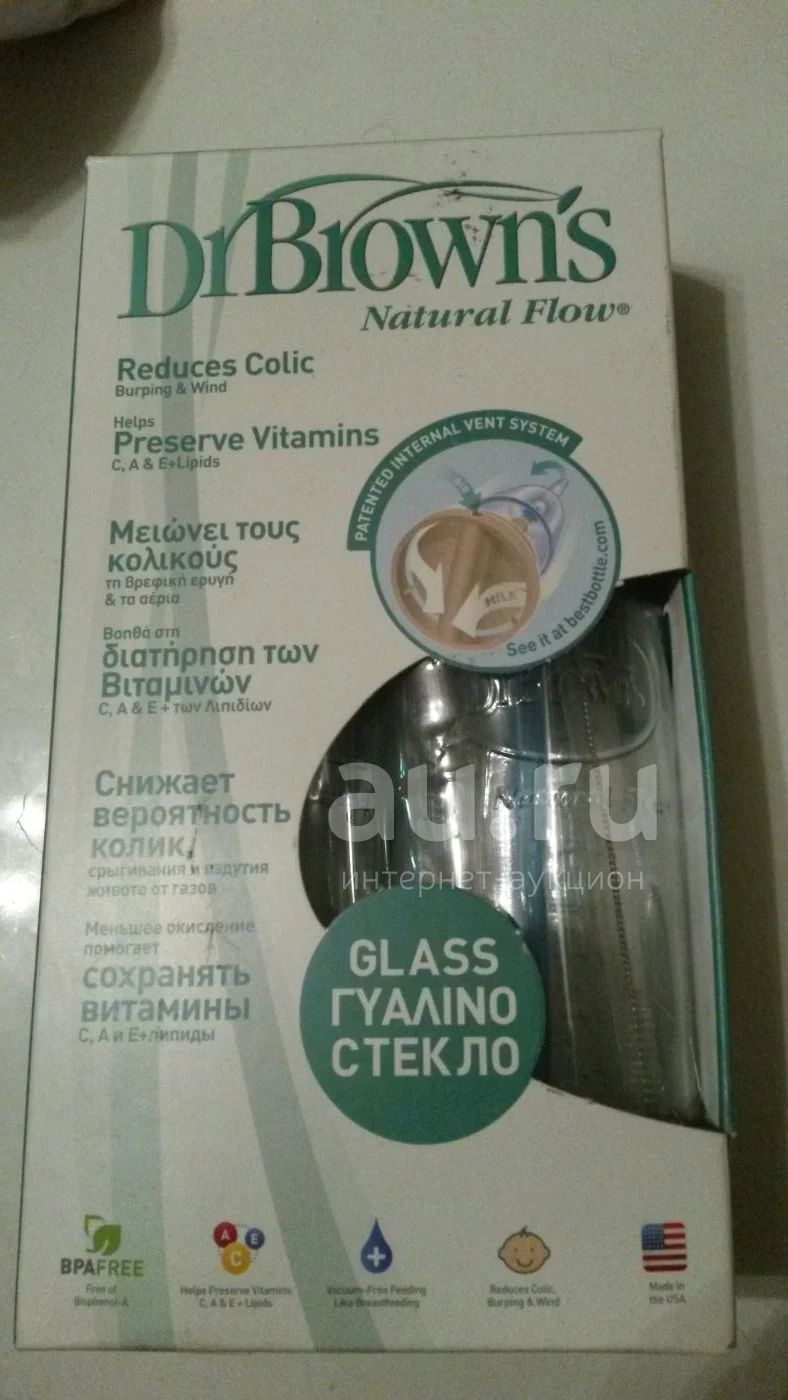 DrBrown's
Natural Flow®
Reduces Colic
Burping & Wind
Helps
Preserve Vitamins
C, A & E+Lipids
PATENTED INTERNAL VENT SYSTEM
MILK
See it at bestbottle.com
Μειώνει τους
κολικούς
τη βρεφική ερυγή
& τα αέρια
Βοηθά στη
διατήρηση των
Βιταμινών
C, A & E + των Λιπιδίων
Снижает
вероятность
колик,
срыгивания и вздутия
живота от газов
Меньшее окисление
помогает
сохранять
витамины
С, А и Е+липиды
au.ru
интернет-аукцион
GLASS
ΓΥΑΛΙΝΟ
СТЕКЛО
BPAFREE
Free of
Bisphenol-A
A
E
C
Helps Preserve Vitamins
C, A & E + Lipids
Vacuum-Free Feeding
Like Breastfeeding
Reduces Colic,
Burping & Wind
Made in
the USA